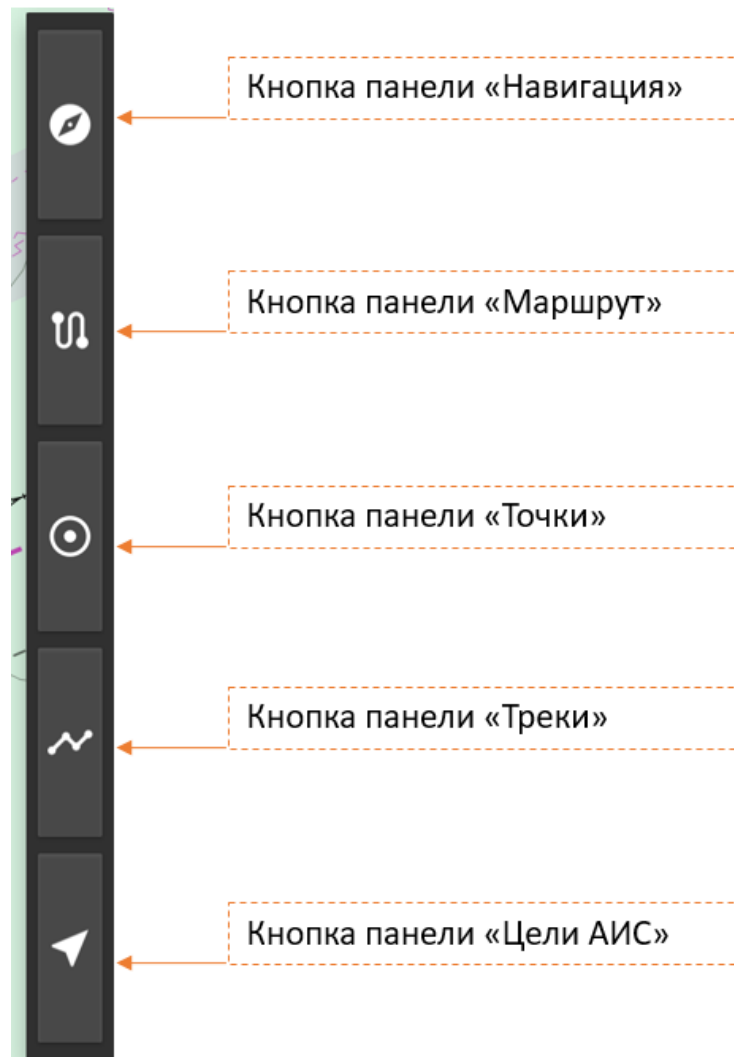 Кнопка панели «Навигация»
Кнопка панели «Маршрут»
Кнопка панели «Точки»
Кнопка панели «Треки»
Кнопка панели «Цели АИС»